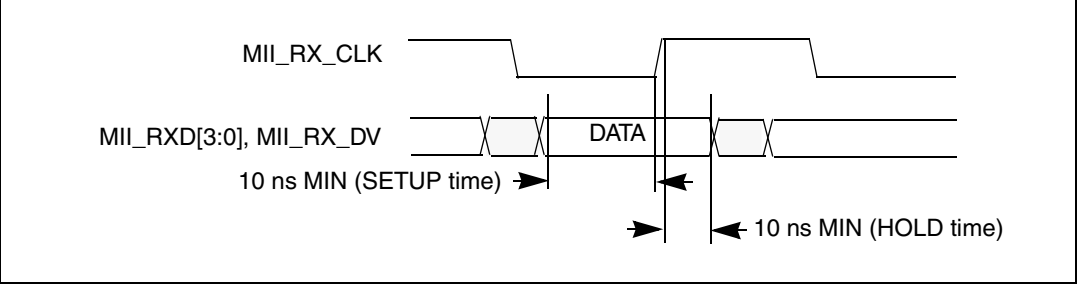 MII_RX_CLK
MII_RXD[3:0], MII_RX_DV
DATA
10 ns MIN (SETUP time)
10 ns MIN (HOLD time)